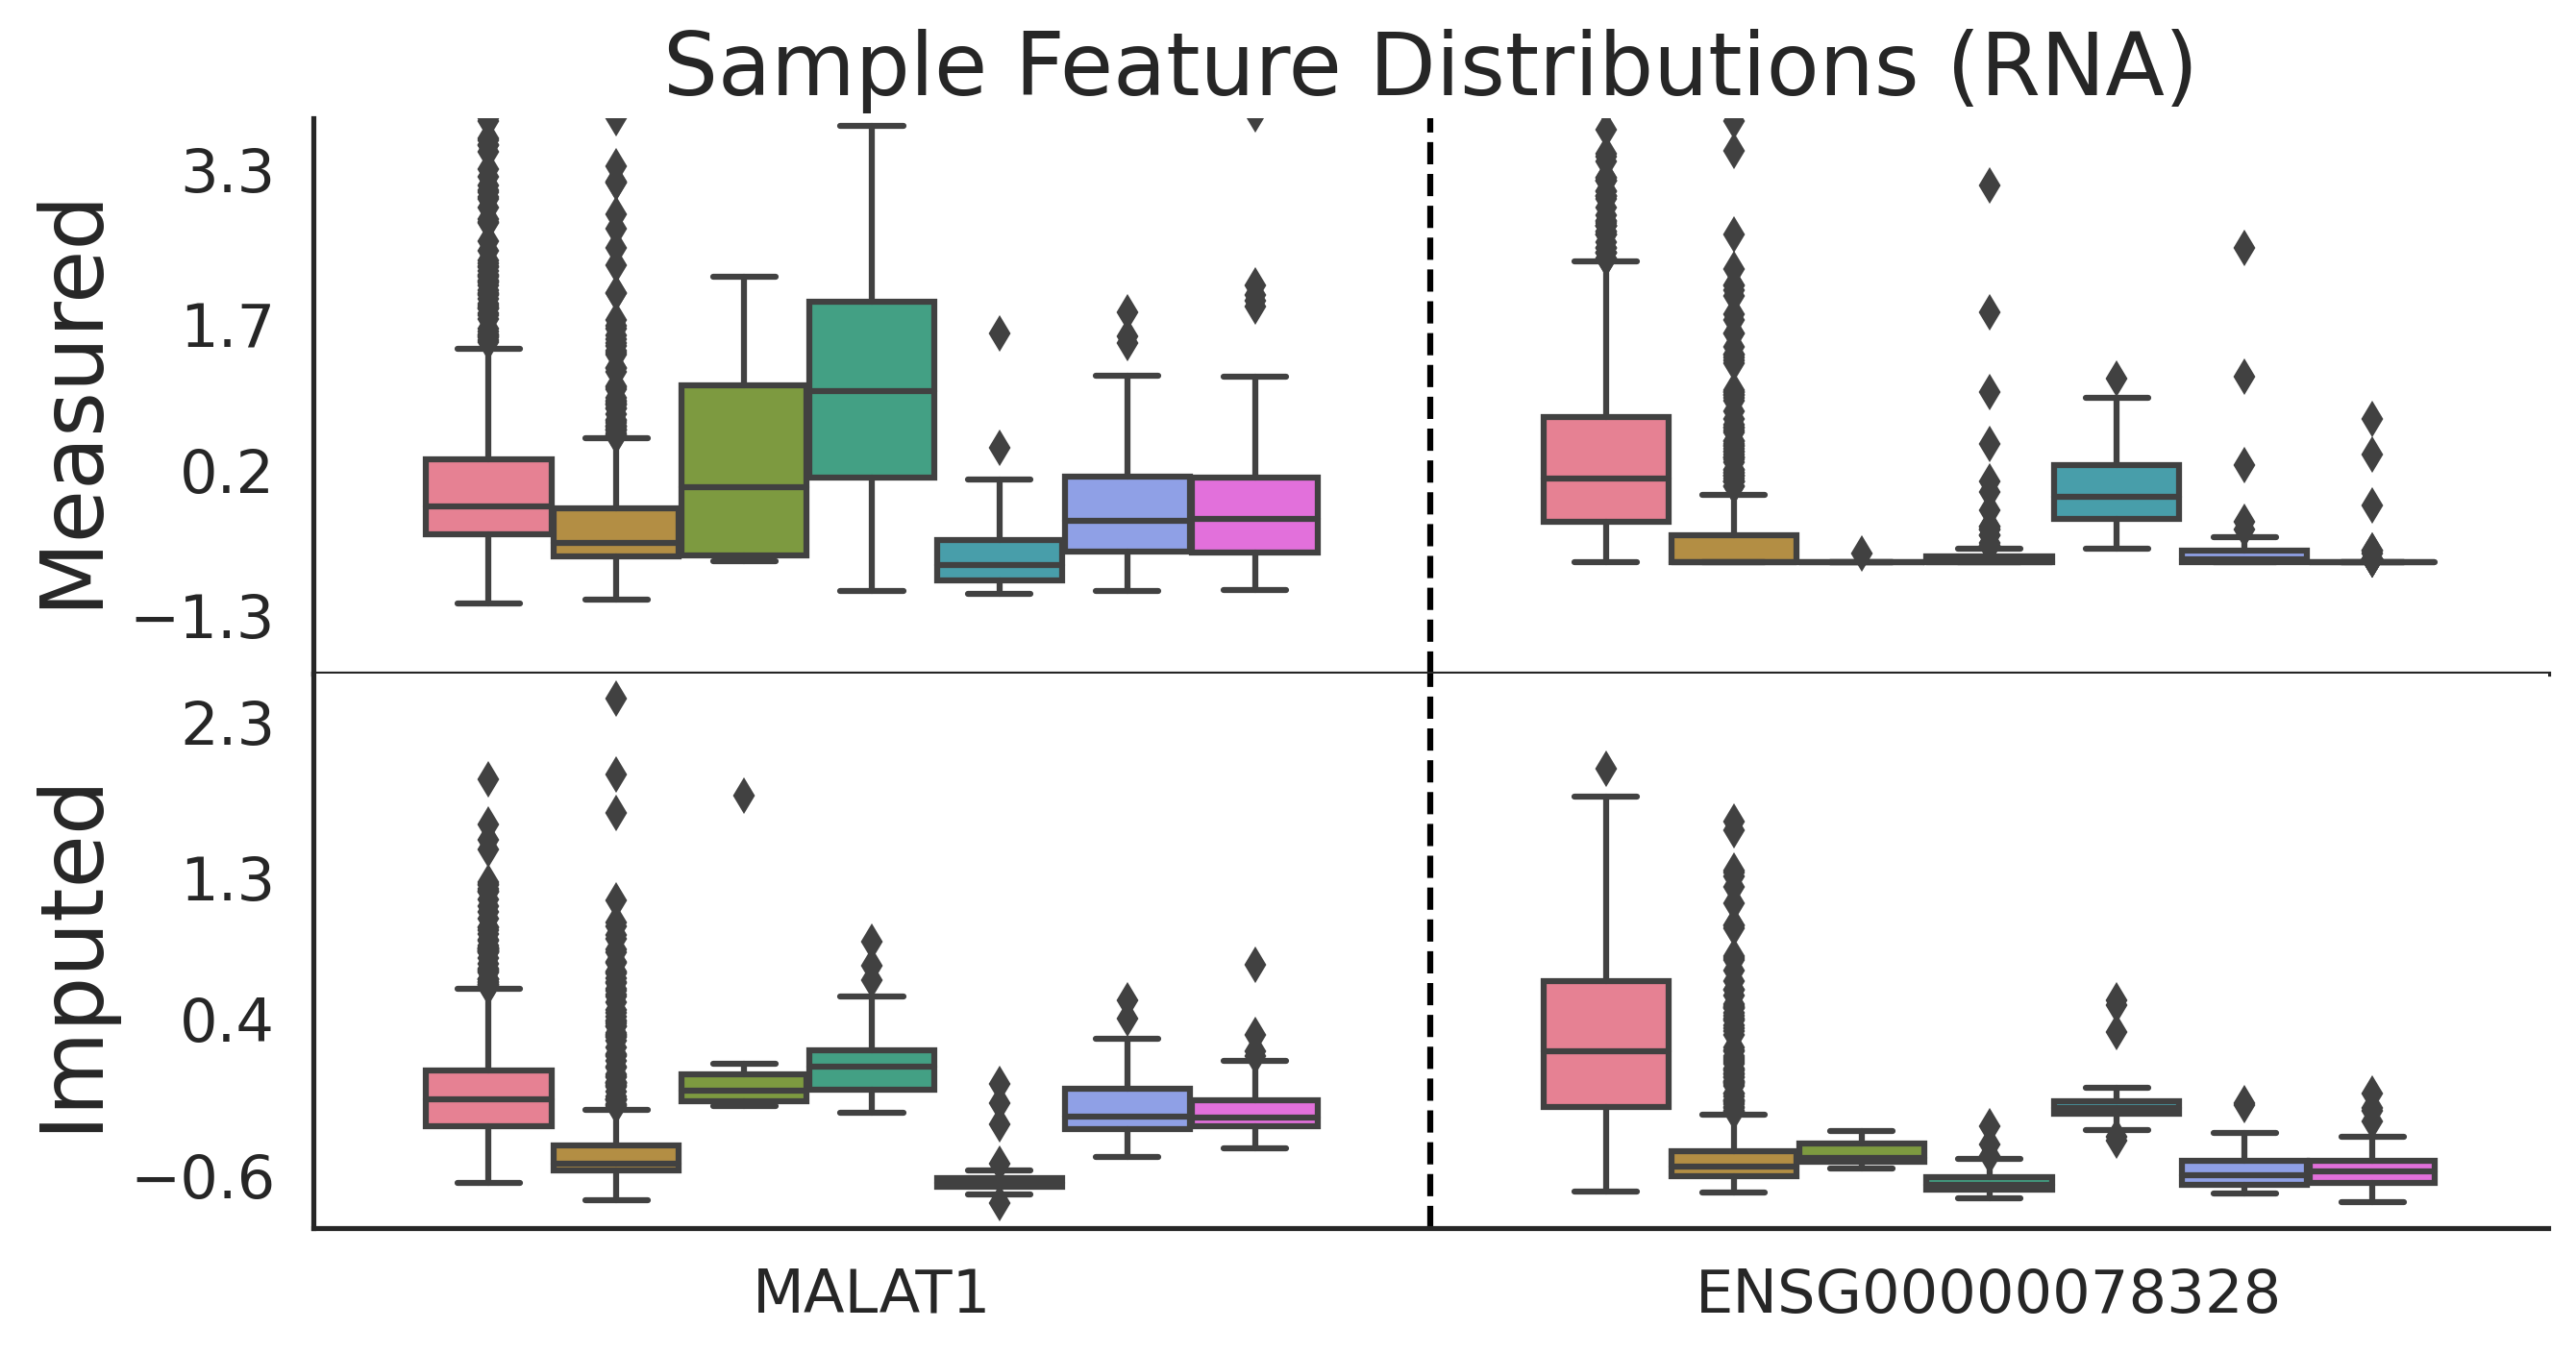 Sample Feature Distributions (RNA)
Measured
3.3
1.7
0.2
−1.3
Imputed
2.3
1.3
0.4
−0.6
MALAT1
ENSG00000078328